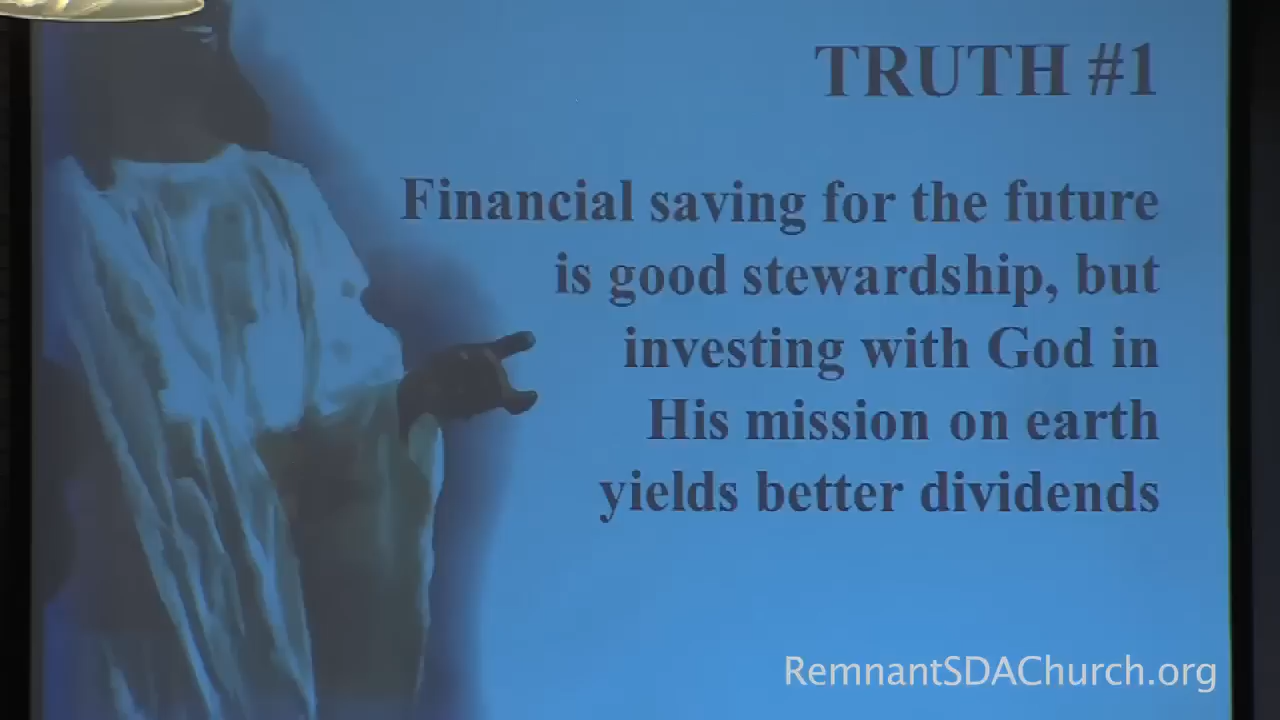 TRUTH #1
Financial saving for the future
is good stewardship, but
investing with God in
His mission on earth
yields better dividends
RemnantSDAChurch.org